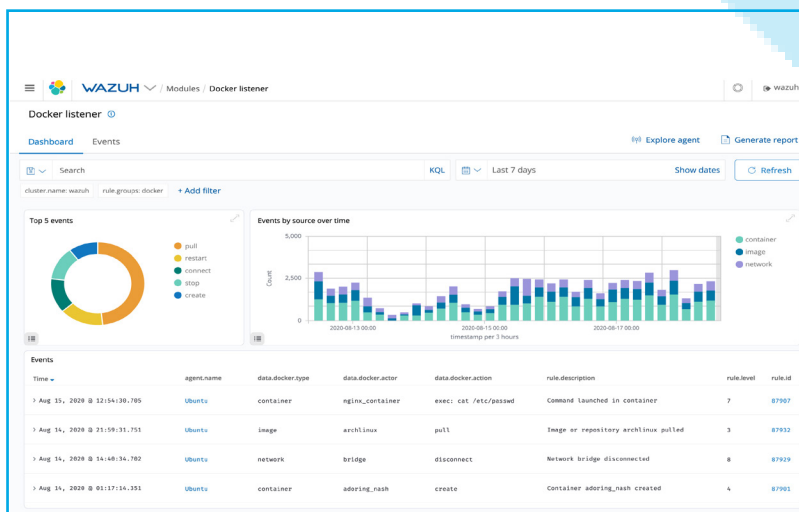 WAZUH / Modules / Docker listener
wazuh
Docker listener
Dashboard Events
Explore agent Generate report
Search KQL Last 7 days Show dates Refresh
cluster.name: wazuh rule.groups: docker + Add filter
Top 5 events
pull
restart
connect
stop
create
Events by source over time
5,000
2,500
0
Count
2020-08-13 00:00 2020-08-15 00:00 2020-08-17 00:00
timestamp per 3 hours
container
image
network
Events
Time agent.name data.docker.type data.docker.actor data.docker.action rule.description rule.level rule.id
Aug 15, 2020 @ 12:54:30.705 Ubuntu container nginx_container exec: cat /etc/passwd Command launched in container 7 87907
Aug 14, 2020 @ 21:59:31.751 Ubuntu image archlinux pull Image or repository archlinux pulled 3 87932
Aug 14, 2020 @ 14:40:34.702 Ubuntu network bridge disconnect Network bridge disconnected 8 87929
Aug 14, 2020 @ 01:17:14.351 Ubuntu container adoring_nash create Container adoring_nash created 4 87901